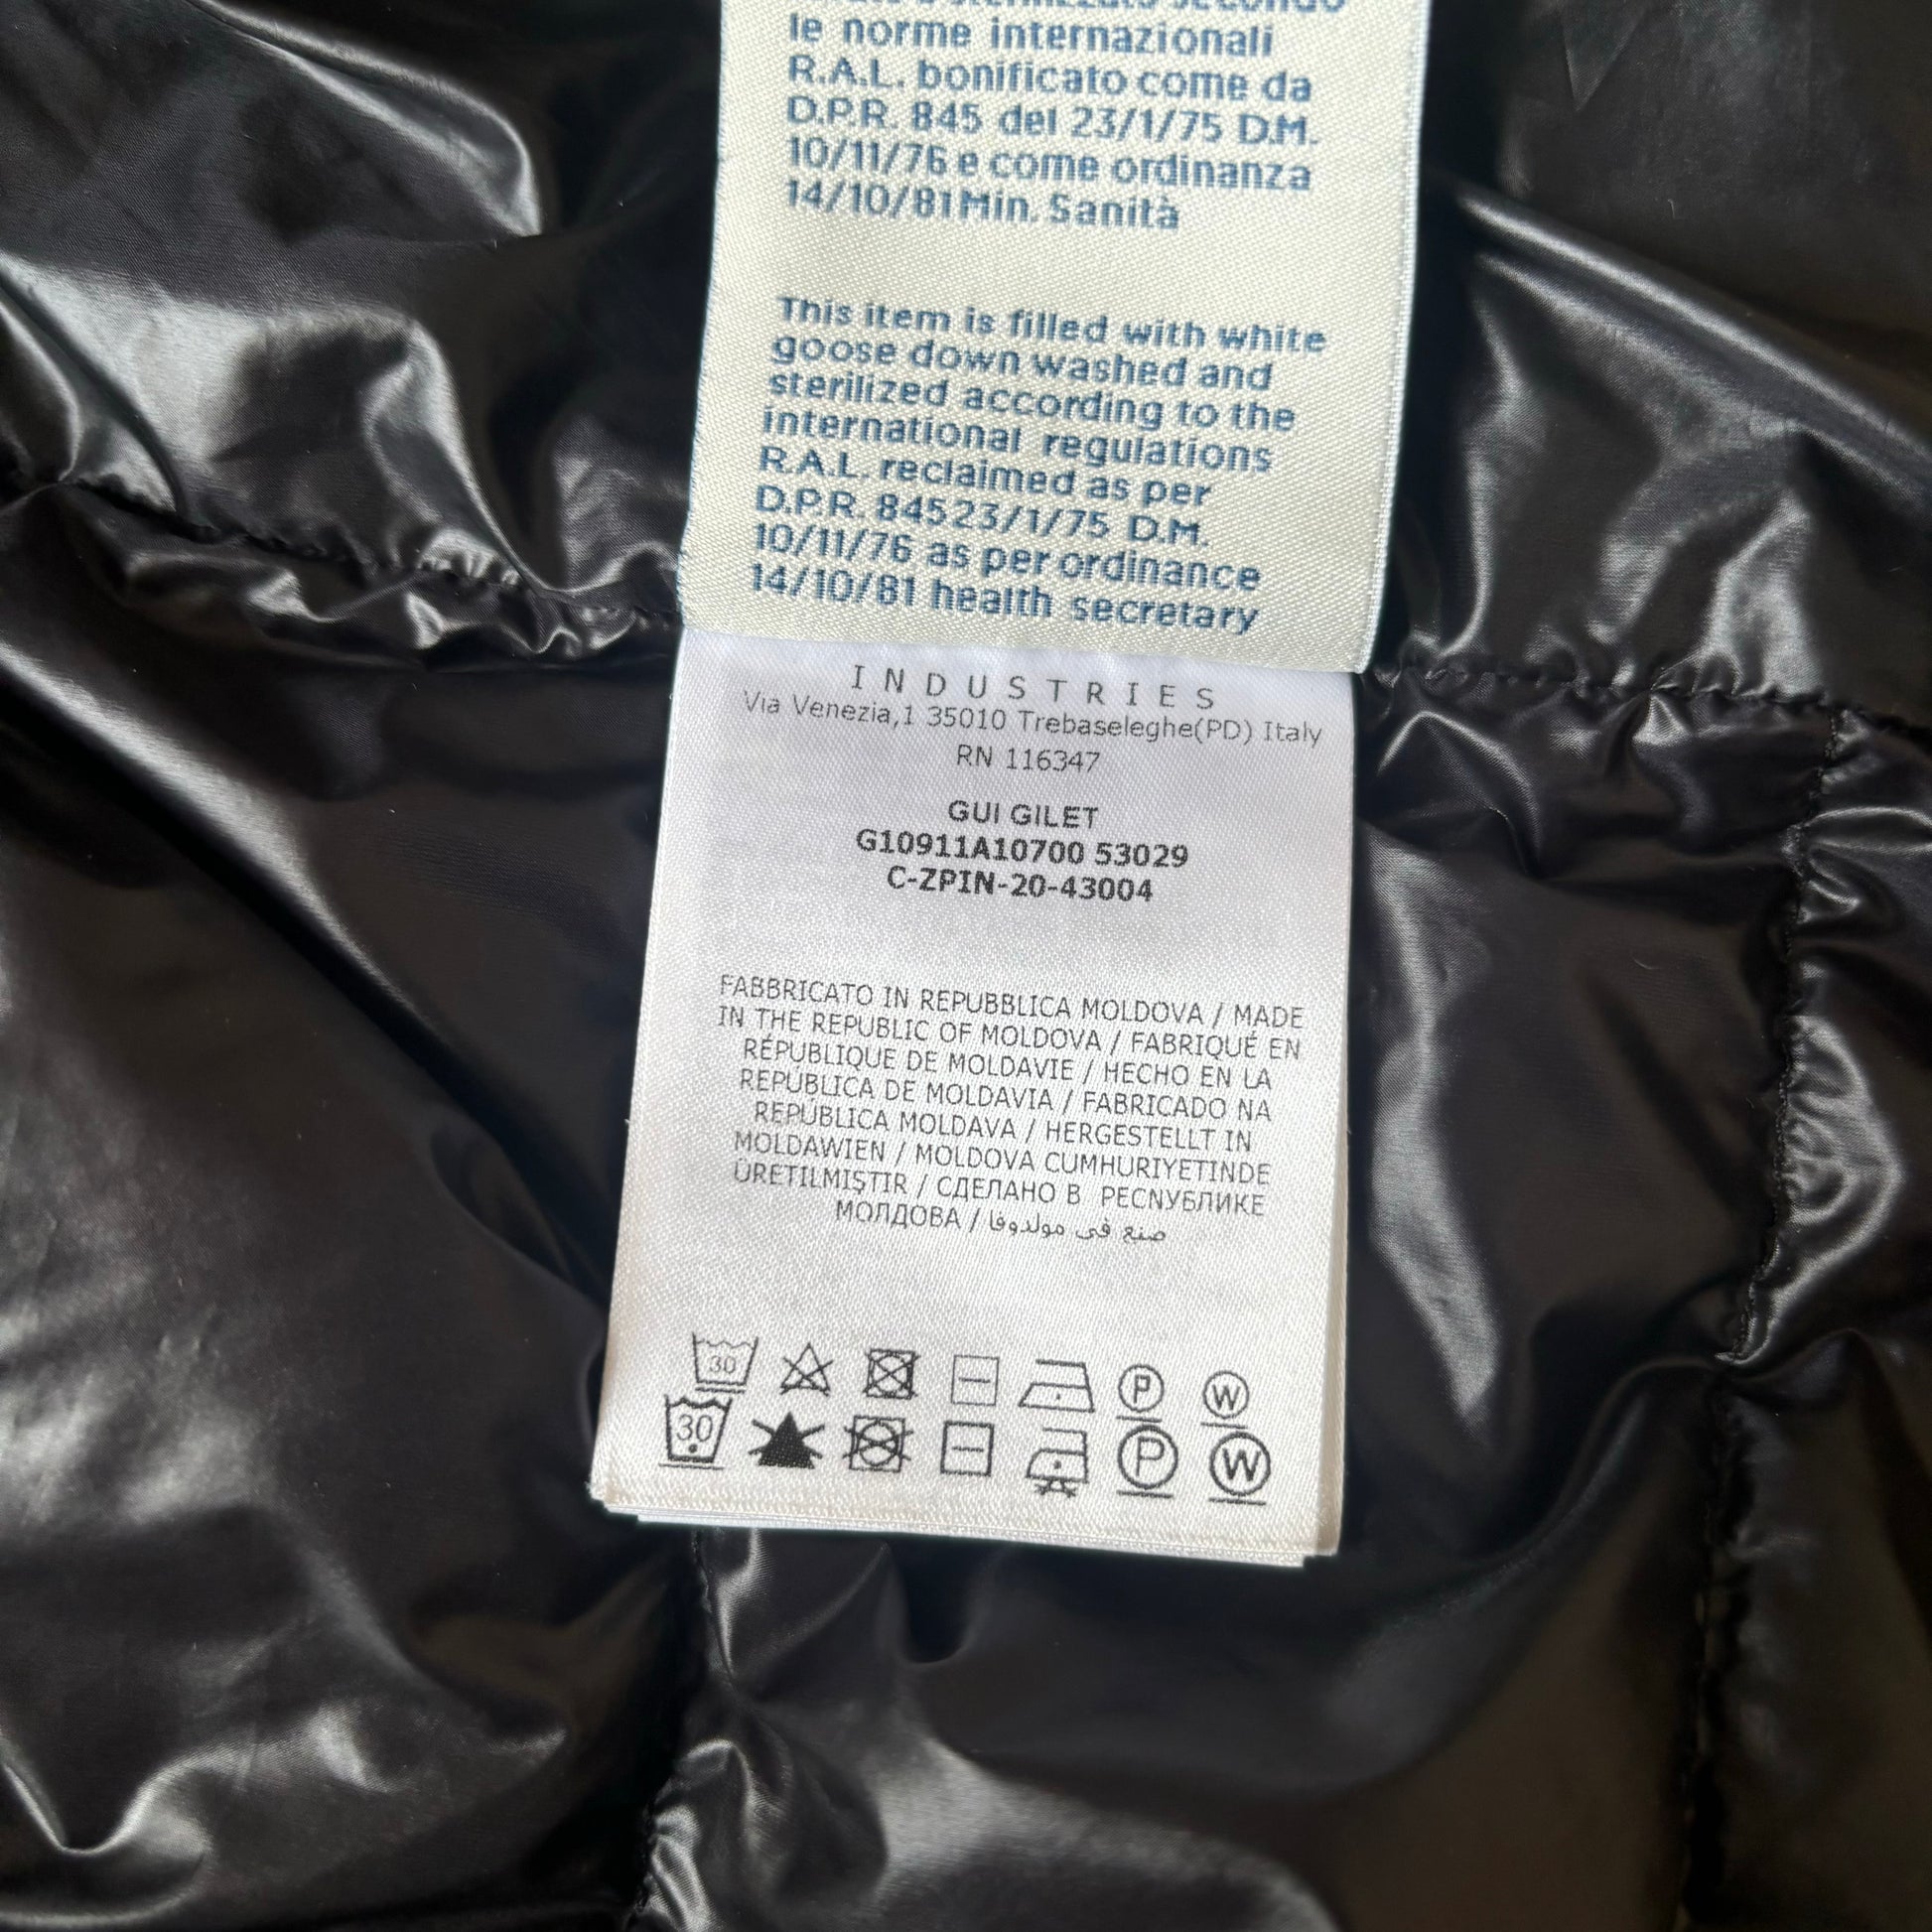 secondo
le norme internazionali
R.A.L. bonificato come da
D.P.R. 845 del 23/1/75 D.M.
10/11/76 e come ordinanza
14/10/81 Min. Sanità
This item is filled with white
goose down washed and
sterilized according to the
international regulations
R.A.L. reclaimed as per
D.P.R. 845 23/1/75 D.M.
10/11/76 as per ordinance
14/10/81 health secretary
INDUSTRIES
Via Venezia,1 35010 Trebaseleghe(PD) Italy
RN 116347
GUI GILET
G10911A10700 53029
C-ZPIN-20-43004
FABBRICATO IN REPUBBLICA MOLDOVA / MADE
IN THE REPUBLIC OF MOLDOVA / FABRIQUÉ EN
RÉPUBLIQUE DE MOLDAVIE / HECHO EN LA
REPÚBLICA DE MOLDAVIA / FABRICADO NA
REPÚBLICA MOLDAVA / HERGESTELLT IN
MOLDAWIEN / MOLDOVA CUMHURIYETINDE
ÜRETILMIŞTIR / СДЕЛАНО В РЕСПУБЛИКЕ
МОЛДОВА / صنع في مولدوفا
30 P W
30 P W